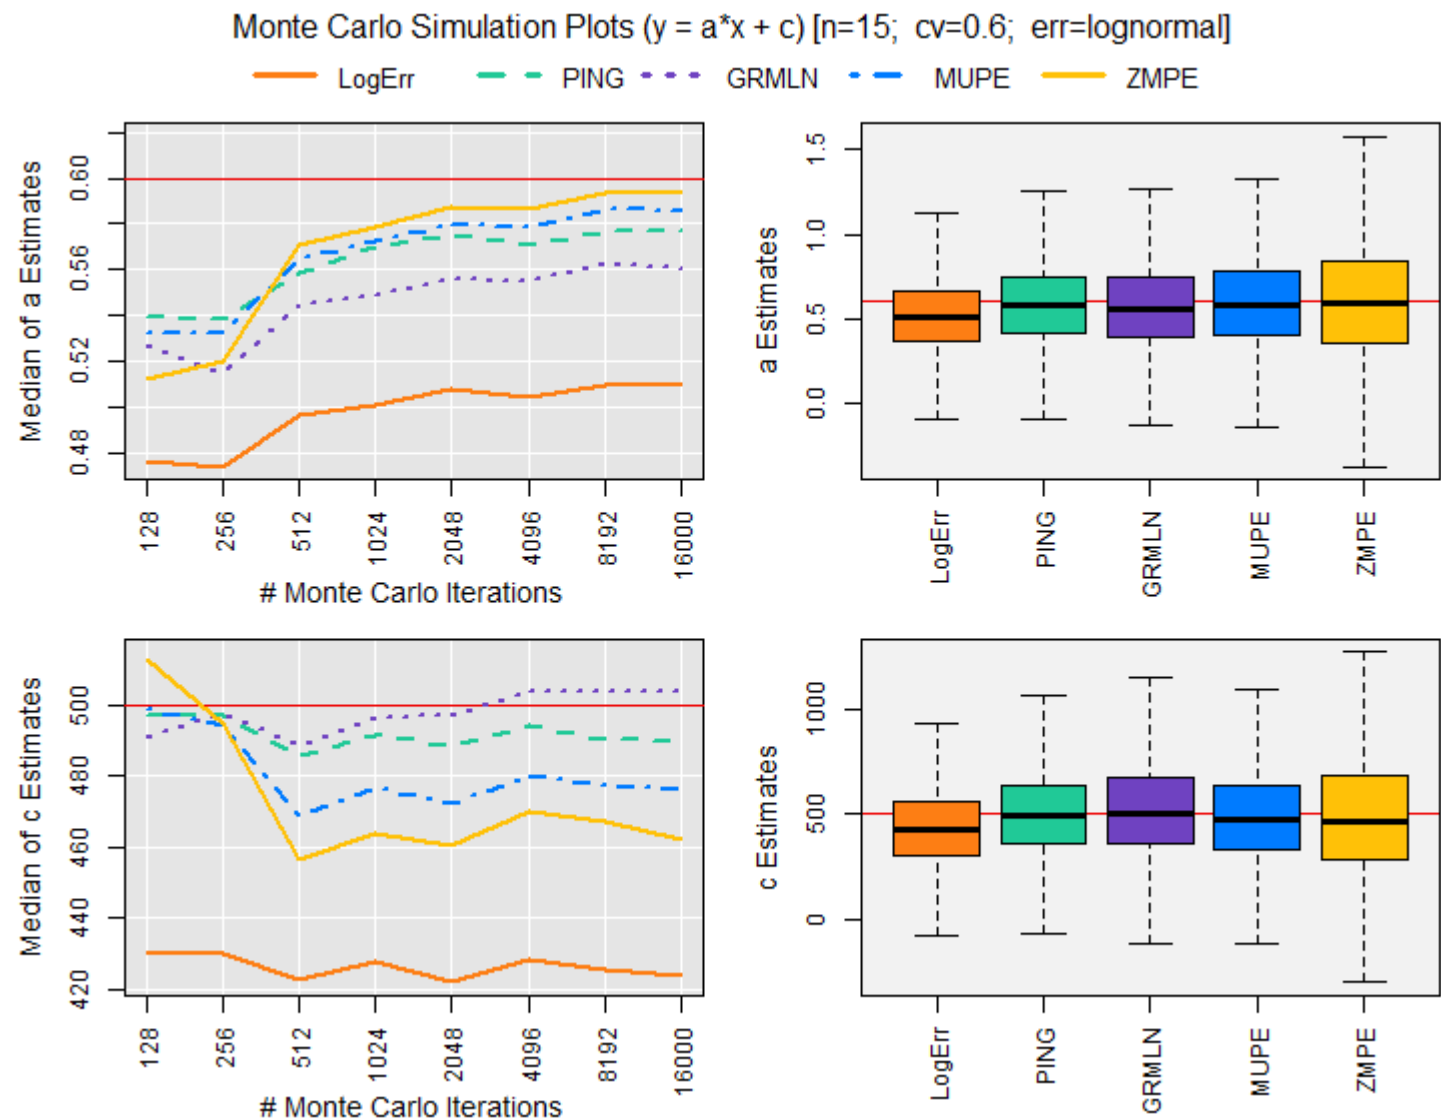 Monte Carlo Simulation Plots (y = a*x + c) [n=15;  cv=0.6;  err=lognormal]
LogErr PING GRMLN MUPE ZMPE
Median of a Estimates
0.60
0.56
0.52
0.48
128 256 512 1024 2048 4096 8192 16000
# Monte Carlo Iterations
a Estimates
1.5
1.0
0.5
0.0
LogErr PING GRMLN MUPE ZMPE
Median of c Estimates
500
480
460
440
420
128 256 512 1024 2048 4096 8192 16000
# Monte Carlo Iterations
c Estimates
1000
500
0
LogErr PING GRMLN MUPE ZMPE